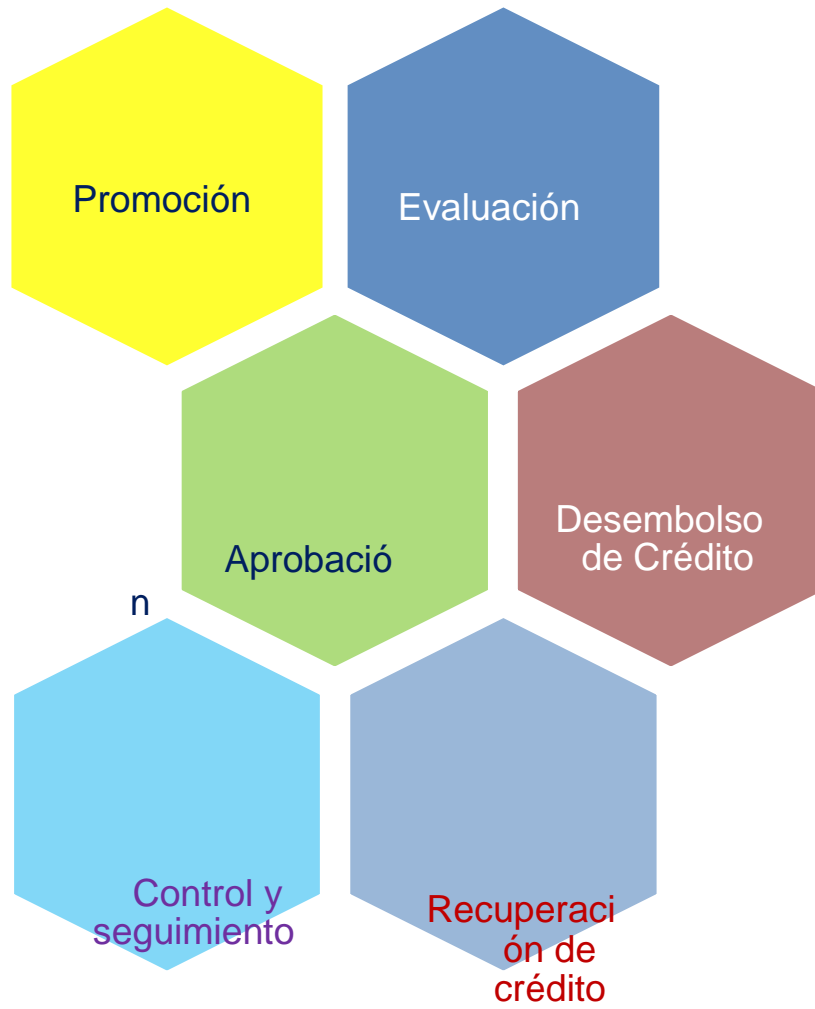 Promoción
Evaluación
Aprobació
n
Desembolso
de Crédito
Control y
seguimiento
Recuperaci
ón de
crédito